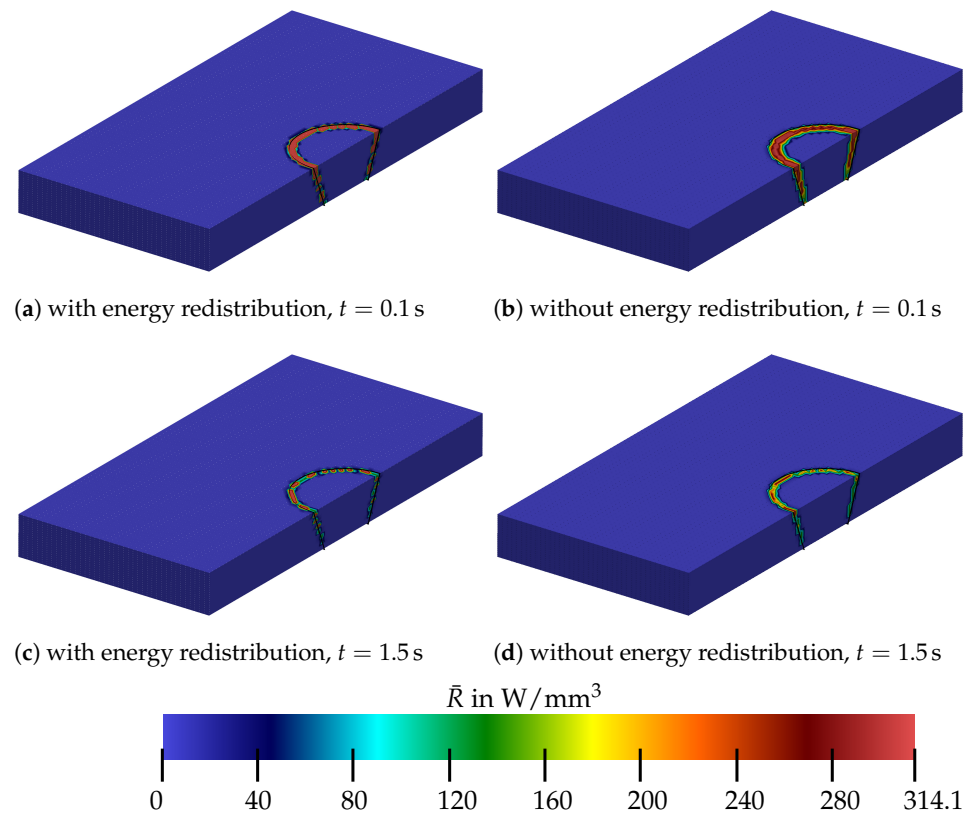 (a) with energy redistribution, t = 0.1 s
(b) without energy redistribution, t = 0.1 s
(c) with energy redistribution, t = 1.5 s
(d) without energy redistribution, t = 1.5 s
R̄ in W/mm³
0 40 80 120 160 200 240 280 314.1